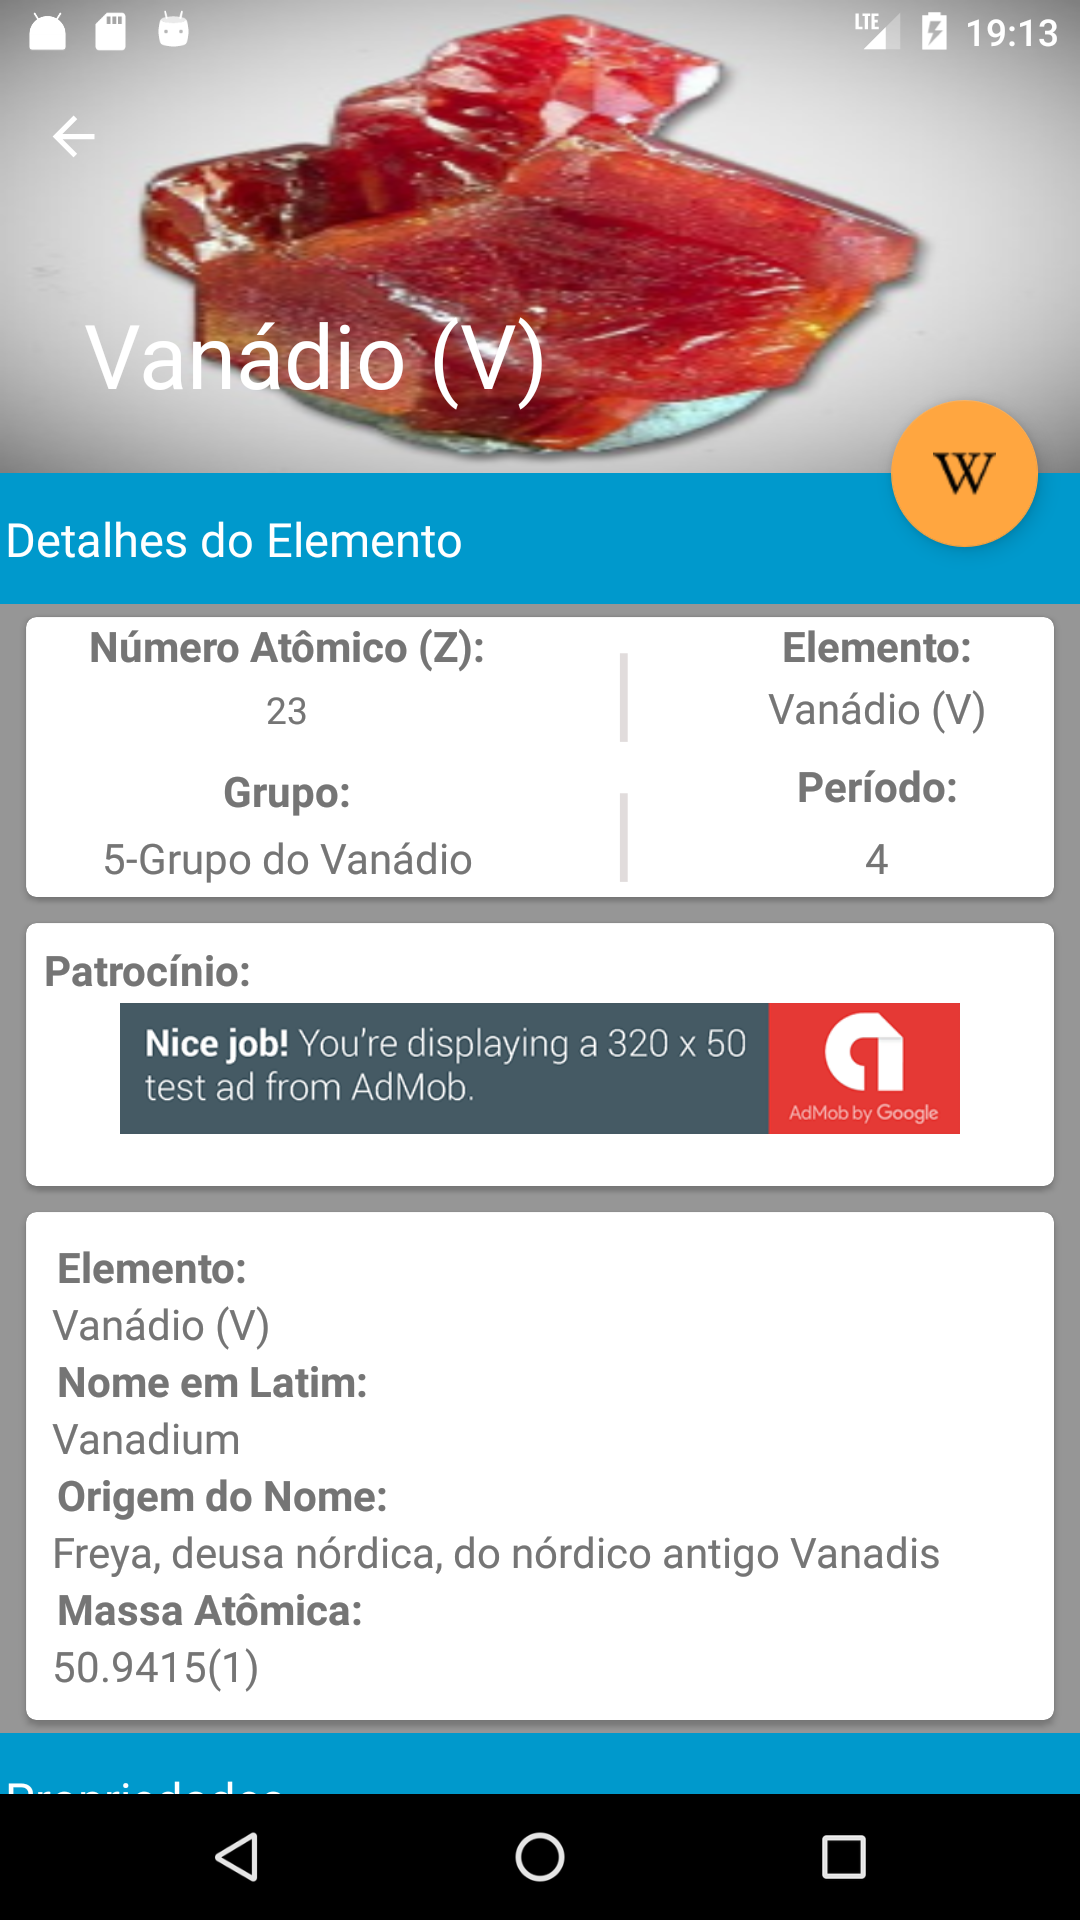 LTE 19:13
Vanádio (V)
W
Detalhes do Elemento
Número Atômico (Z): Elemento:
23 Vanádio (V)
Grupo: Período:
5-Grupo do Vanádio 4
Patrocínio:
Nice job! You're displaying a 320 x 50
test ad from AdMob.
AdMob by Google
Elemento:
Vanádio (V)
Nome em Latim:
Vanadium
Origem do Nome:
Freya, deusa nórdica, do nórdico antigo Vanadis
Massa Atômica:
50.9415(1)
Propriedades